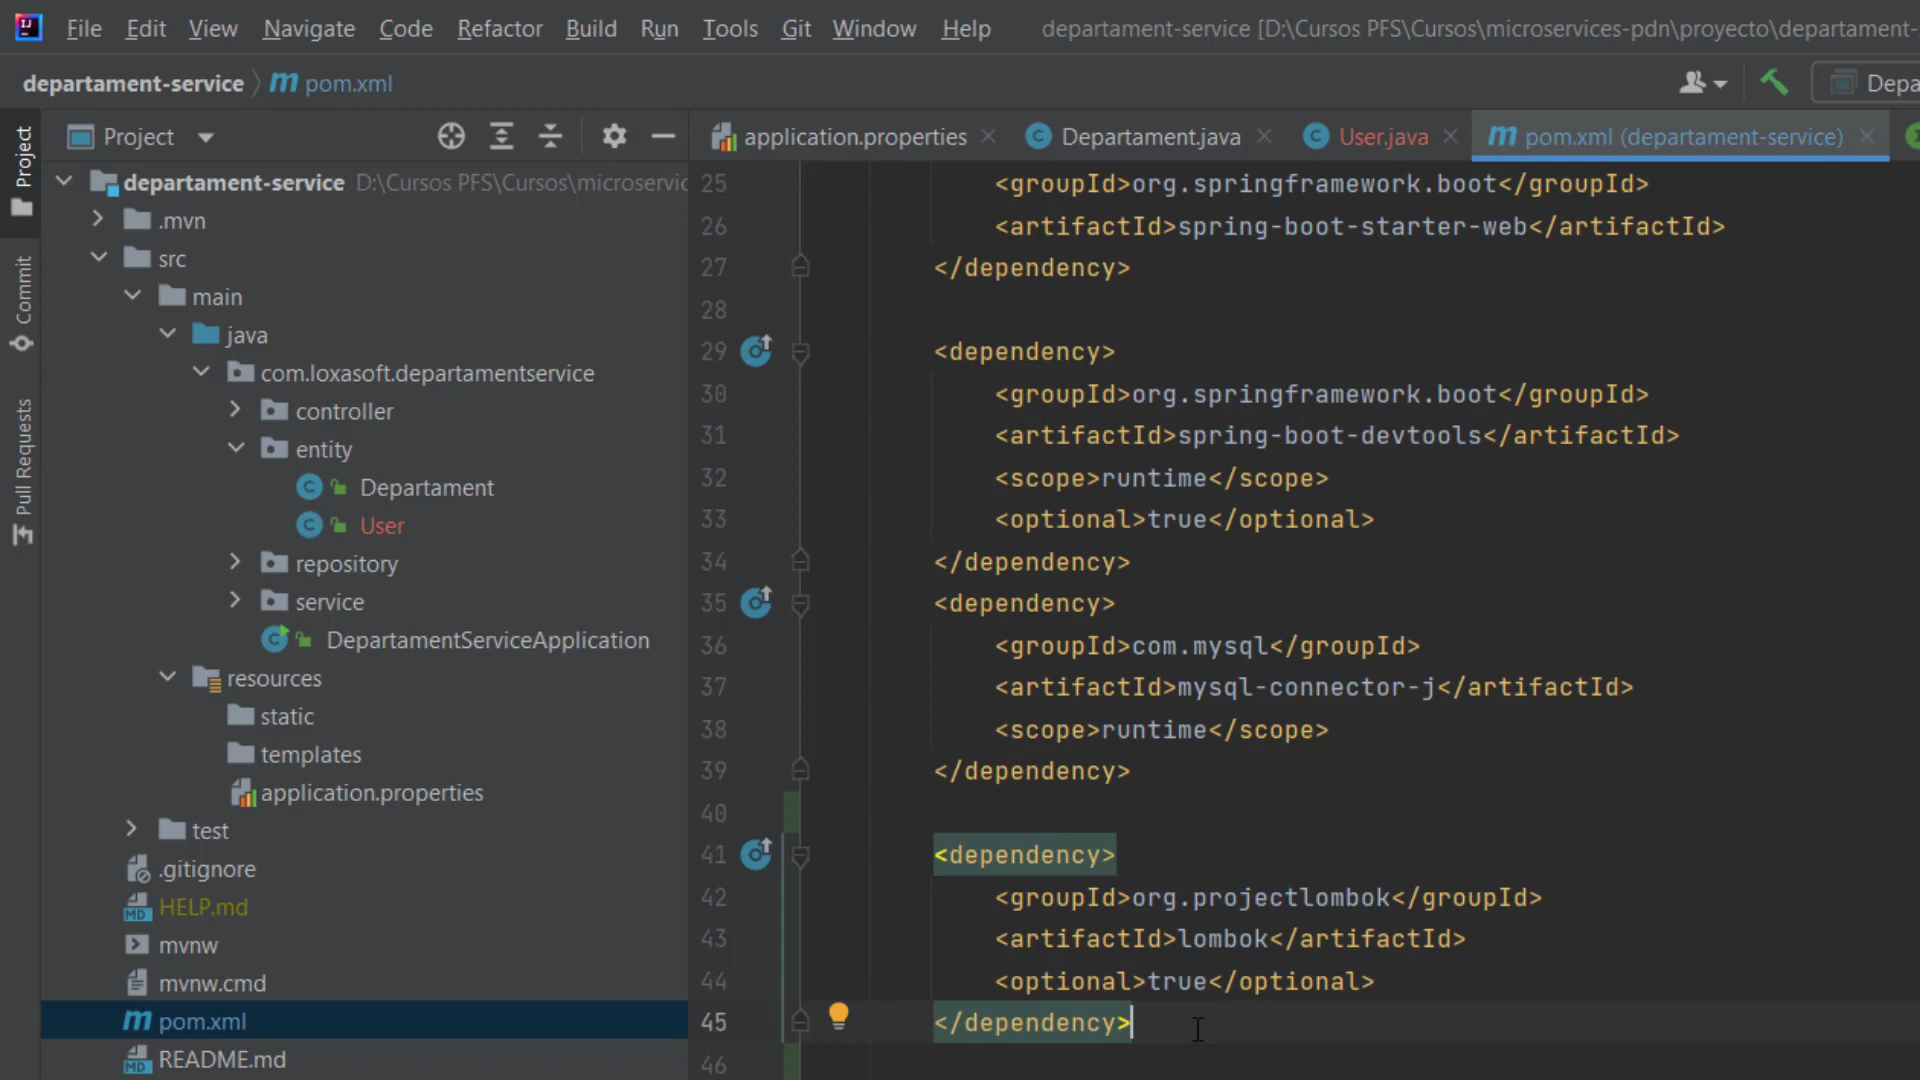 File Edit View Navigate Code Refactor Build Run Tools Git Window Help departament-service [D:\Cursos PFS\Cursos\microservices-pdn\proyecto\departament-
departament-service pom.xml
Depa
Project
application.properties Departament.java User.java pom.xml (departament-service)
Project
Commit
Pull Requests
departament-service D:\Cursos PFS\Cursos\microservic
.mvn
src
main
java
com.loxasoft.departamentservice
controller
entity
Departament
User
repository
service
DepartamentServiceApplication
resources
static
templates
application.properties
test
.gitignore
HELP.md
mvnw
mvnw.cmd
pom.xml
README.md
25 <groupId>org.springframework.boot</groupId>
26 <artifactId>spring-boot-starter-web</artifactId>
27 </dependency>
28
29 <dependency>
30 <groupId>org.springframework.boot</groupId>
31 <artifactId>spring-boot-devtools</artifactId>
32 <scope>runtime</scope>
33 <optional>true</optional>
34 </dependency>
35 <dependency>
36 <groupId>com.mysql</groupId>
37 <artifactId>mysql-connector-j</artifactId>
38 <scope>runtime</scope>
39 </dependency>
40
41 <dependency>
42 <groupId>org.projectlombok</groupId>
43 <artifactId>lombok</artifactId>
44 <optional>true</optional>
45 </dependency>
46